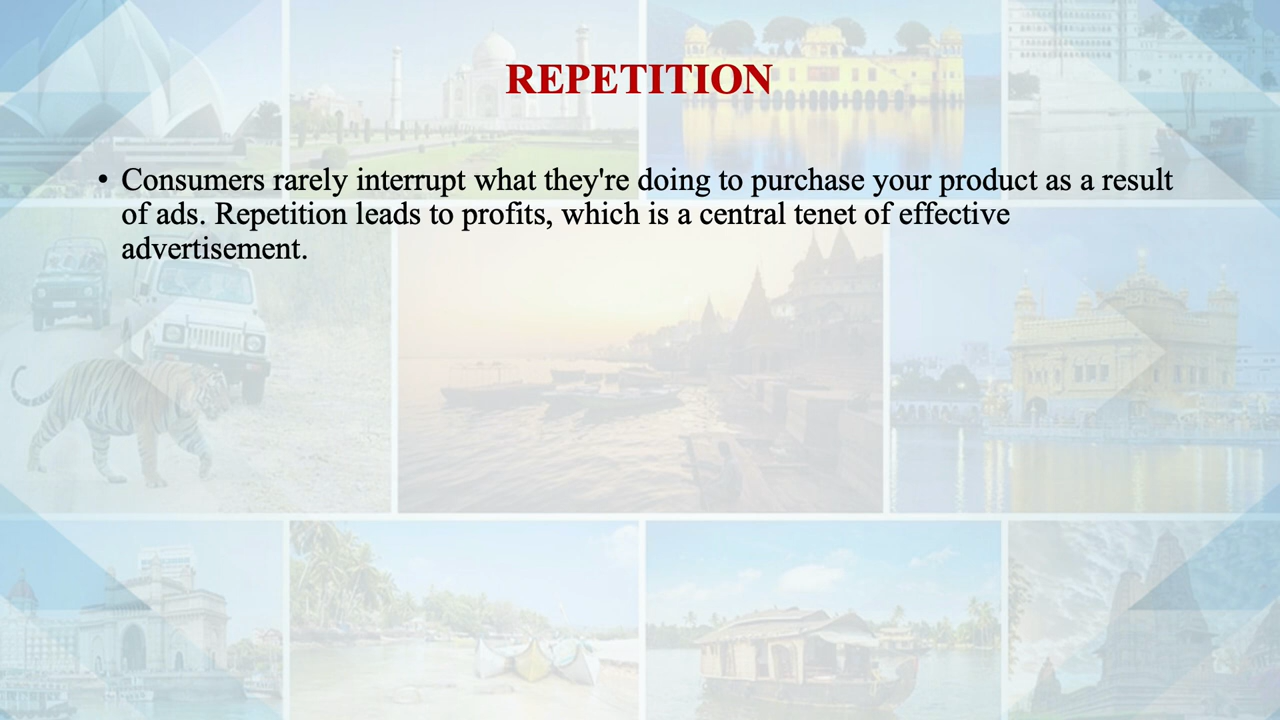 REPETITION
• Consumers rarely interrupt what they're doing to purchase your product as a result
of ads. Repetition leads to profits, which is a central tenet of effective
advertisement.